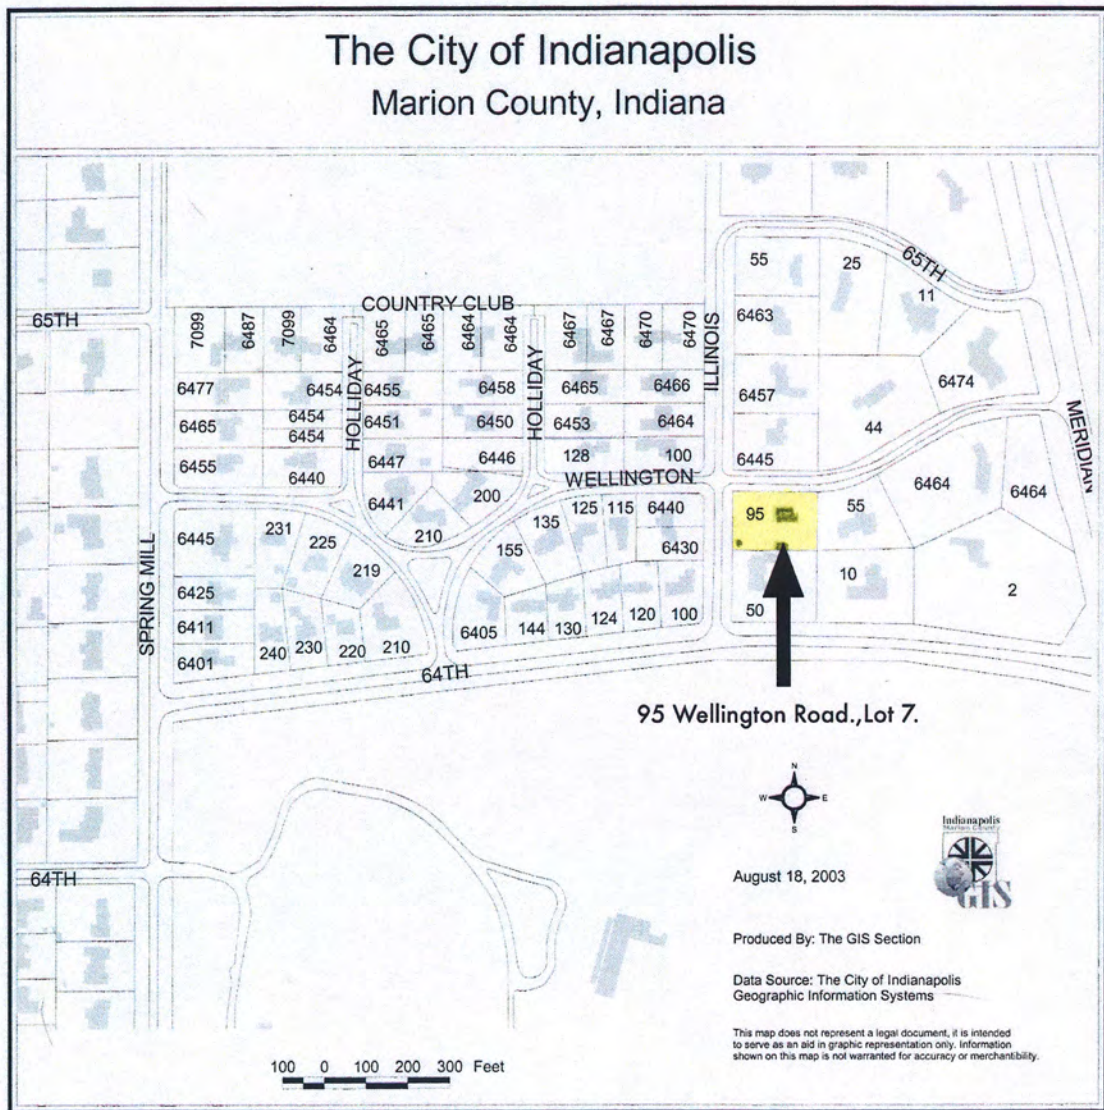 The City of Indianapolis
Marion County, Indiana
65TH
COUNTRY CLUB
7099 6487 7099 6464 6465 6465 6464 6464 6467 6467 6470 6470
HOLLIDAY
HOLLIDAY
ILLINOIS
65TH
55 25 11
6463
6477 6454 6455 6458 6465 6466
6457 6474
6465 6454 6451 6450 6453 6464
6454
44
MERIDIAN
6455 6440 6447 6446 128 100 6445
WELLINGTON
6441 200 210
6464 6464
SPRING MILL
6445 231 225 219
155 135 125 115 6440
6430
95 55
6425
6411
6401 240 230 220 210
6405 144 130 124 120 100
50 10 2
64TH
95 Wellington Road.,Lot 7.
N
W E
S
Indianapolis
Marion County
GIS
64TH
August 18, 2003
Produced By: The GIS Section
Data Source: The City of Indianapolis
Geographic Information Systems
This map does not represent a legal document, it is intended
to serve as an aid in graphic representation only. Information
shown on this map is not warranted for accuracy or merchantibility.
100 0 100 200 300 Feet